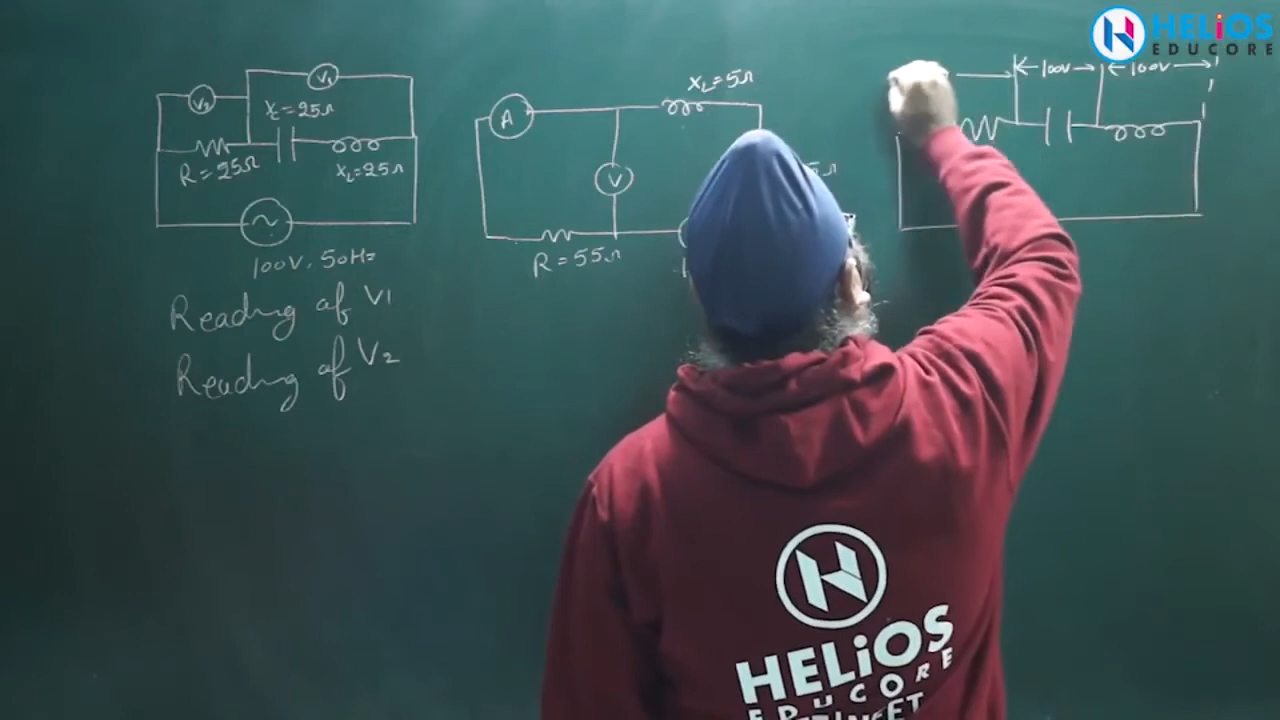 HELiOS
EDUCORE
V2
V1
XC = 25Ω
R = 25Ω
XL = 25Ω
100V, 50Hz
Reading of V1
Reading of V2
A
XL = 5Ω
V
R = 55Ω
100V
100V
HELiOS
EDUCORE